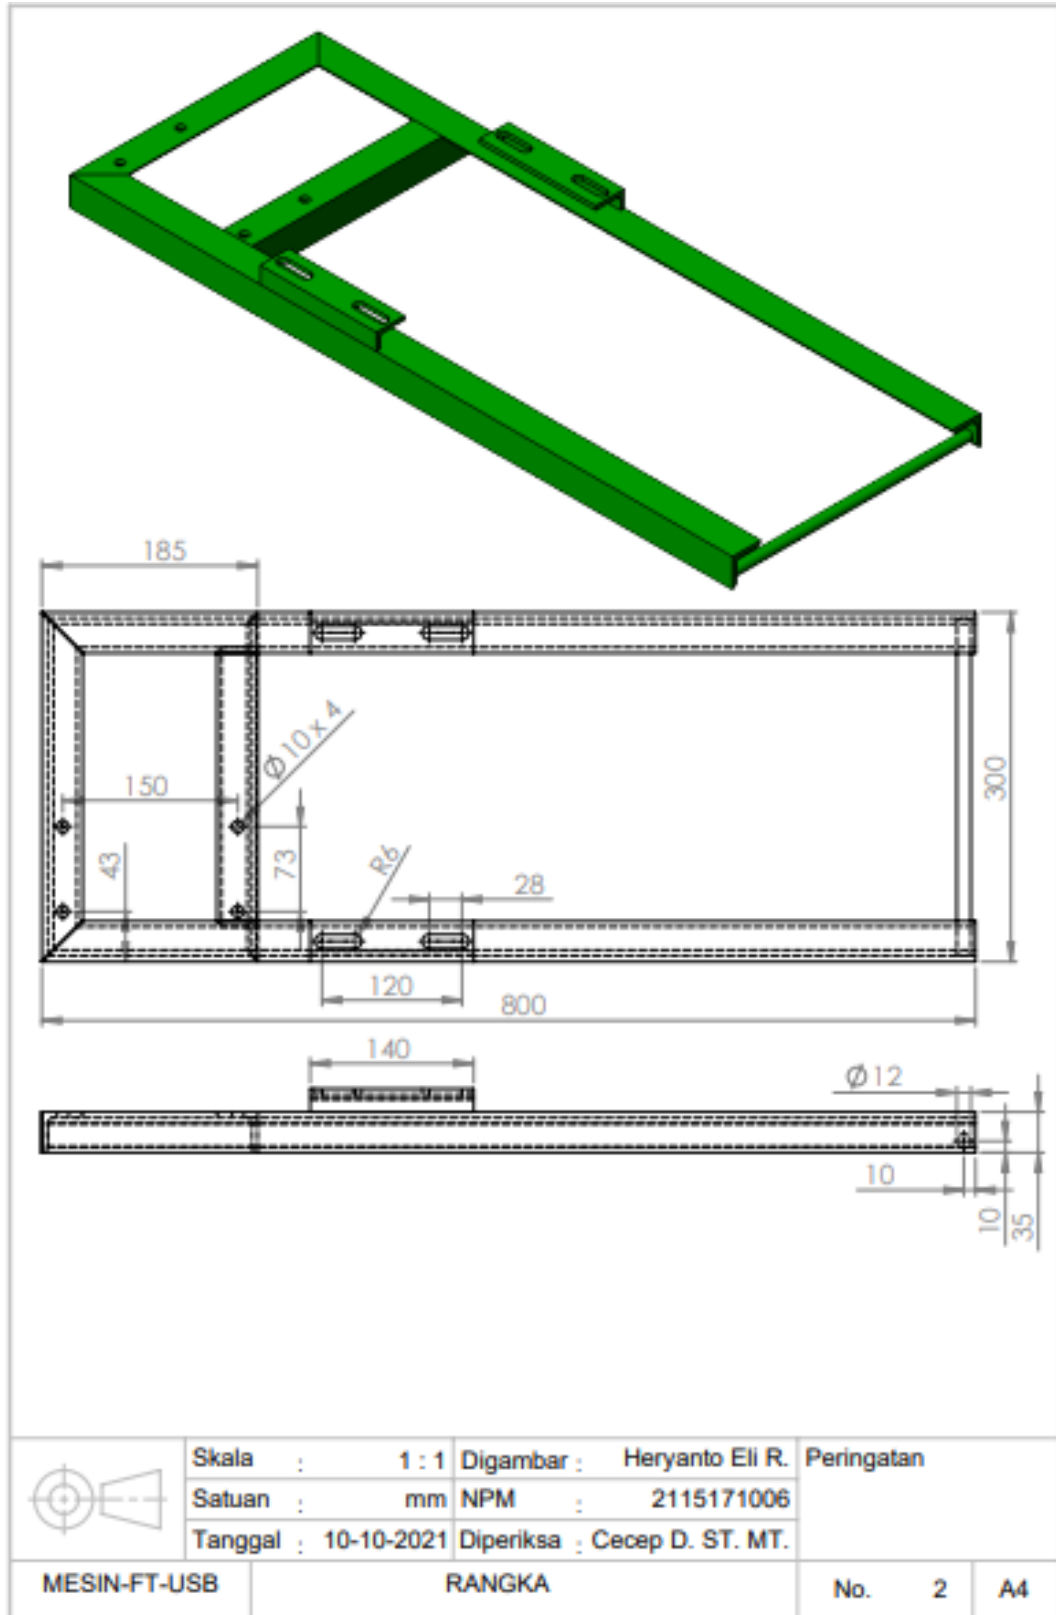 185
Ø10 x 4
150
300
43
73
R6
28
120
800
140
Ø12
10
10
35
Skala : 1 : 1 Digambar : Heryanto Eli R. Peringatan
Satuan : mm NPM : 2115171006
Tanggal : 10-10-2021 Diperiksa : Cecep D. ST. MT.
MESIN-FT-USB RANGKA No. 2 A4